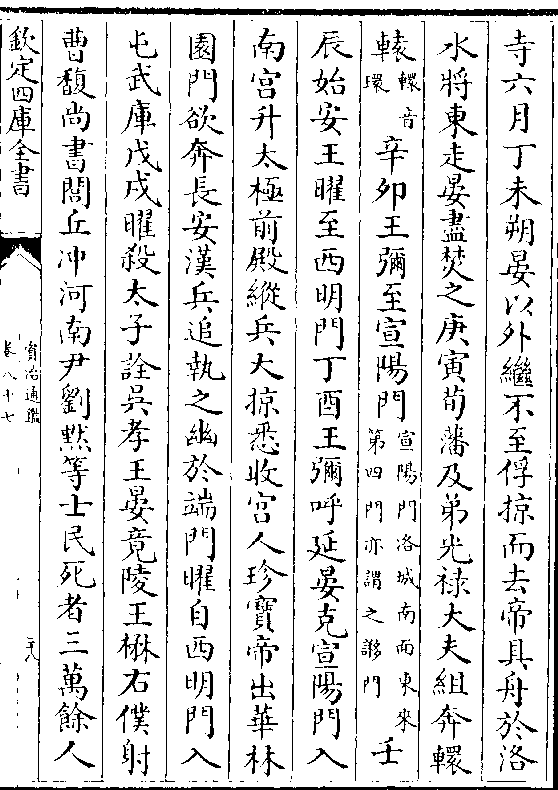 寺六月丁未朔晏以外繼不至俘掠而去帝具舟於洛
水將東走晏盡焚之庚寅荀藩及弟光祿大夫組奔轘
轅轘音環辛卯王彌至宣陽門宣陽門洛城南面東來第四門亦謂之謻門壬
辰始安王曜至西明門丁酉王彌呼延晏克宣陽門入
南宮升太極前殿縱兵大掠悉收宮人珍寶帝出華林
園門欲奔長安漢兵追執之幽於端門曜自西明門入
屯武庫戊戌曜殺太子詮吳孝王晏竟陵王楙右僕射
曹馥尚書閭丘冲河南尹劉黙等士民死者三萬餘人
欽定四庫全書
資治通鑑
卷八十七